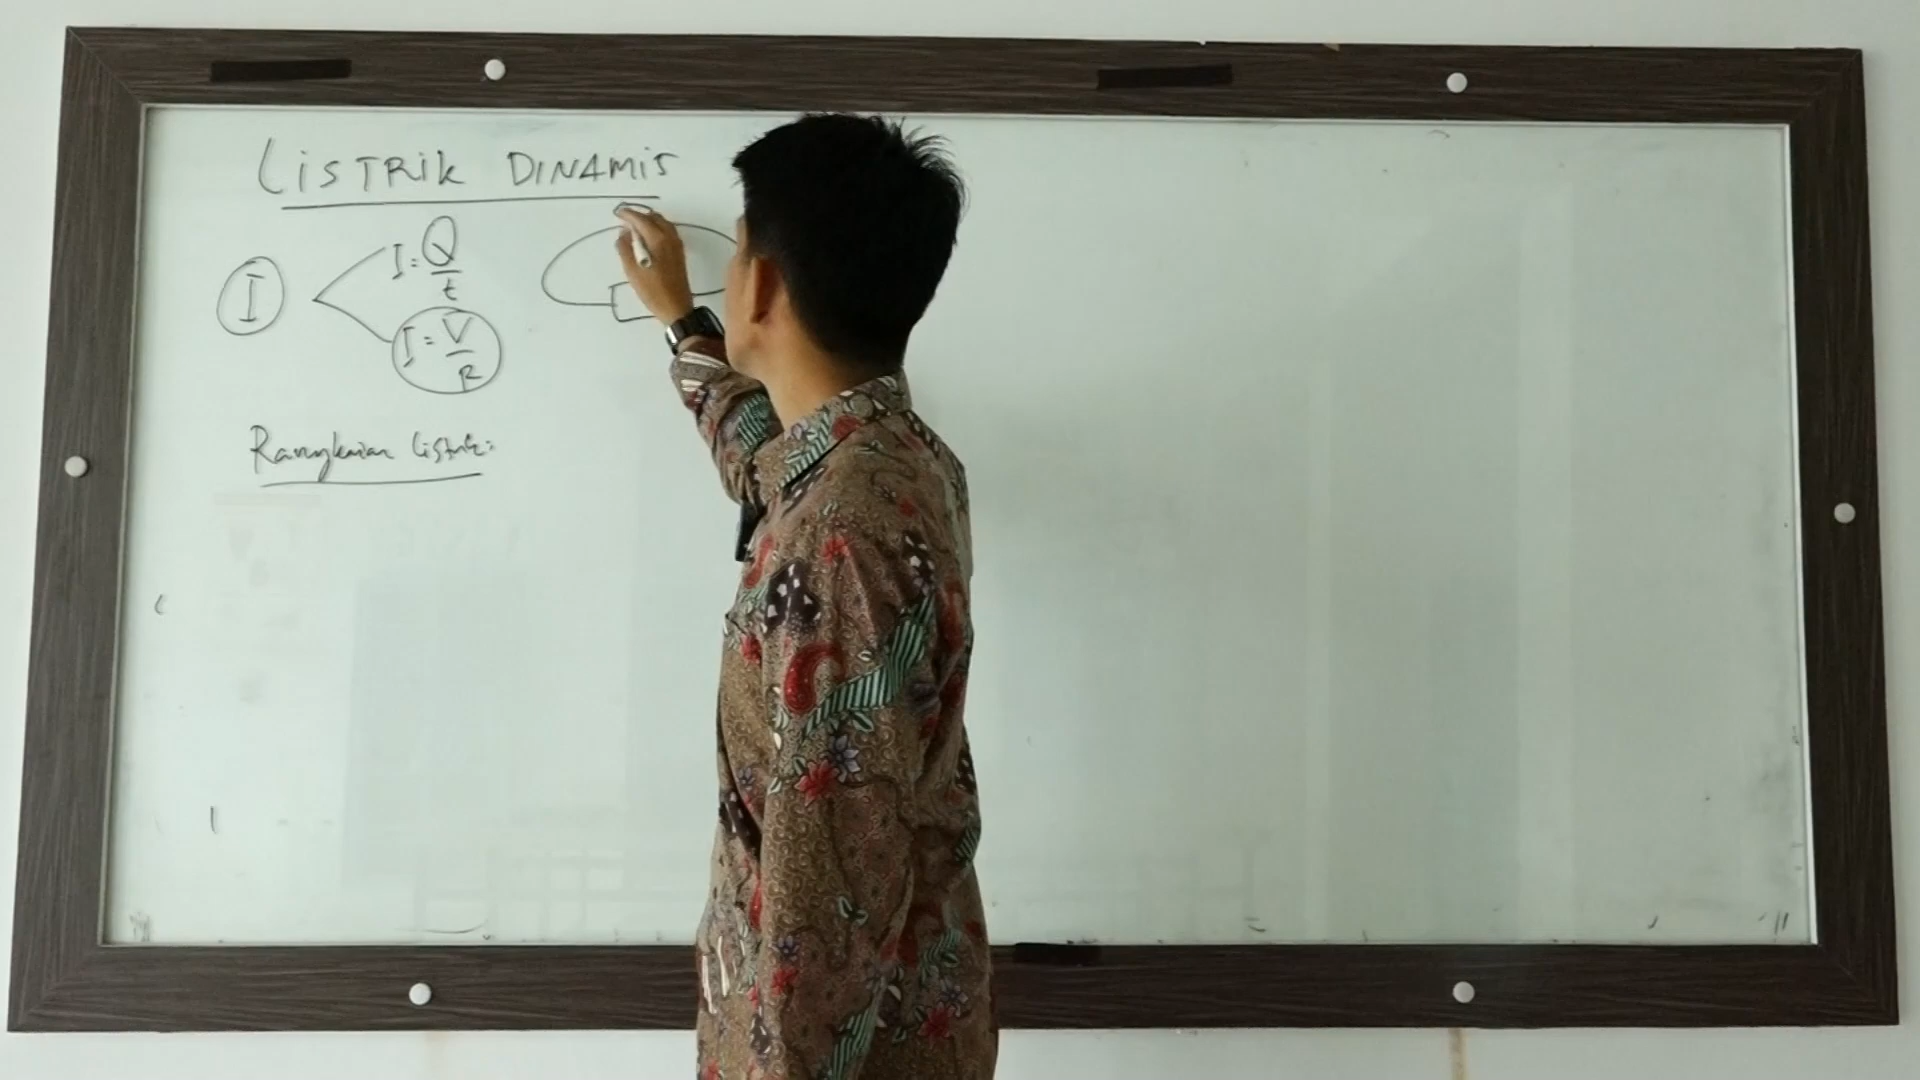 LISTRIK DINAMIS
I
I = Q/t
I = V/R
Rangkaian listrik: